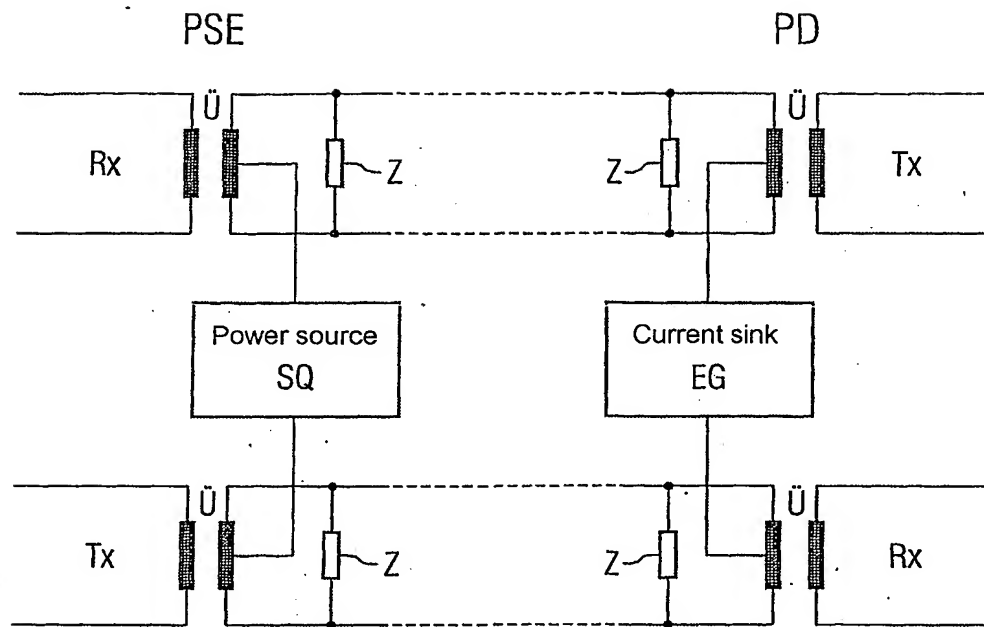 PSE PD
Ü Ü
Rx Z Z Tx
Power source Current sink
SQ EG
Ü Ü
Tx Z Z Rx